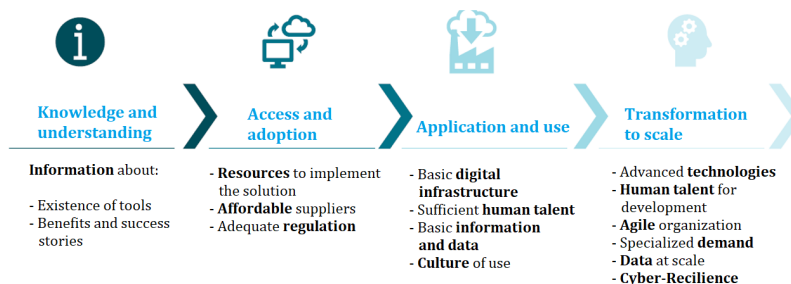 Knowledge and
understanding
Information about:
- Existence of tools
- Benefits and success
stories
Access and
adoption
- Resources to implement
the solution
- Affordable suppliers
- Adequate regulation
Application and use
- Basic digital
infrastructure
- Sufficient human talent
- Basic information
and data
- Culture of use
Transformation
to scale
- Advanced technologies
- Human talent for
development
- Agile organization
- Specialized demand
- Data at scale
- Cyber-Recilience